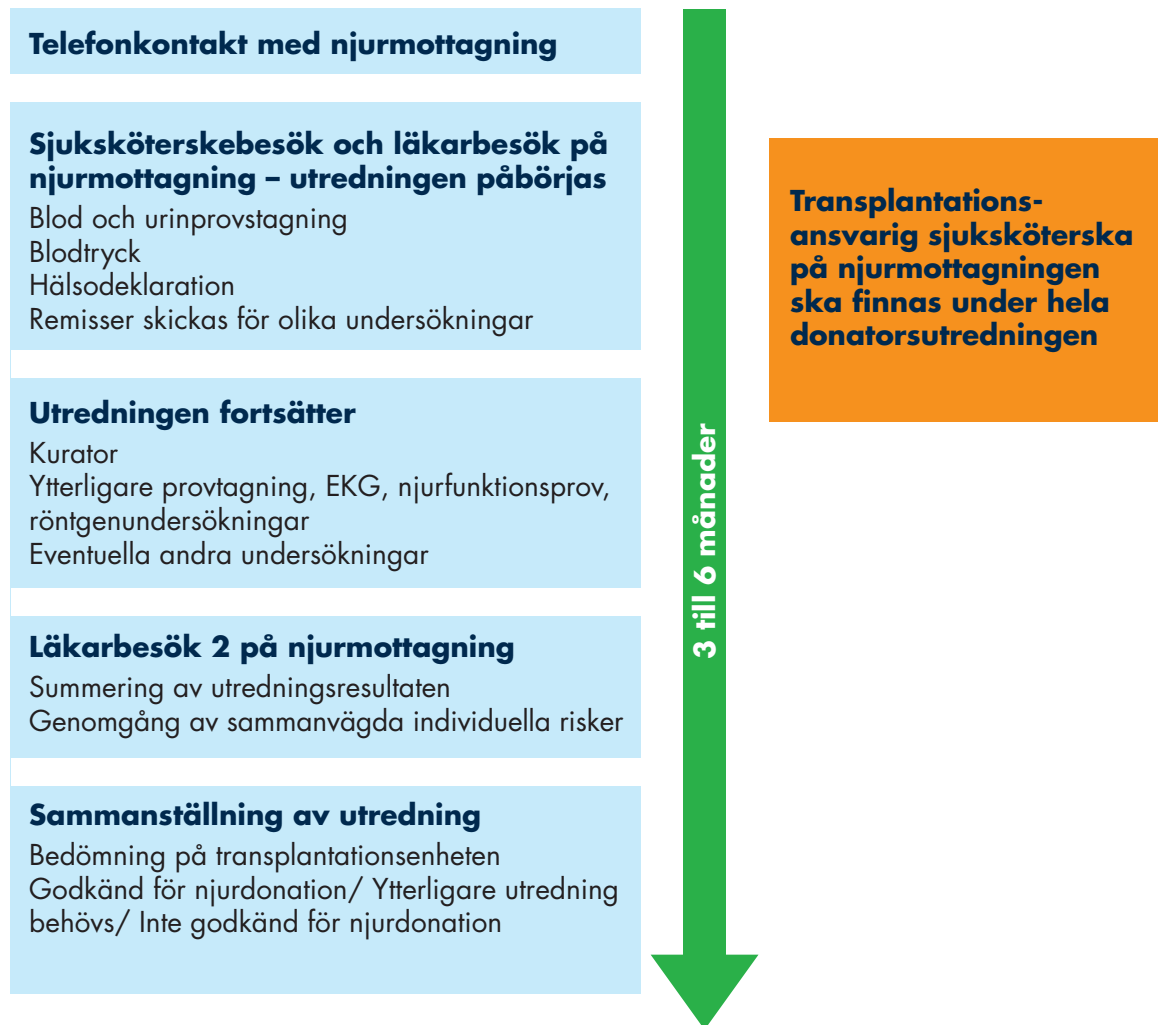 Telefonkontakt med njurmottagning
Sjuksköterskebesök och läkarbesök på
njurmottagning – utredningen påbörjas
Blod och urinprovstagning
Blodtryck
Hälsodeklaration
Remisser skickas för olika undersökningar
Utredningen fortsätter
Kurator
Ytterligare provtagning, EKG, njurfunktionsprov,
röntgenundersökningar
Eventuella andra undersökningar
Läkarbesök 2 på njurmottagning
Summering av utredningsresultaten
Genomgång av sammanvägda individuella risker
Sammanställning av utredning
Bedömning på transplantationsenheten
Godkänd för njurdonation/ Ytterligare utredning
behövs/ Inte godkänd för njurdonation
3 till 6 månader
Transplantations-
ansvarig sjuksköterska
på njurmottagningen
ska finnas under hela
donatorsutredningen